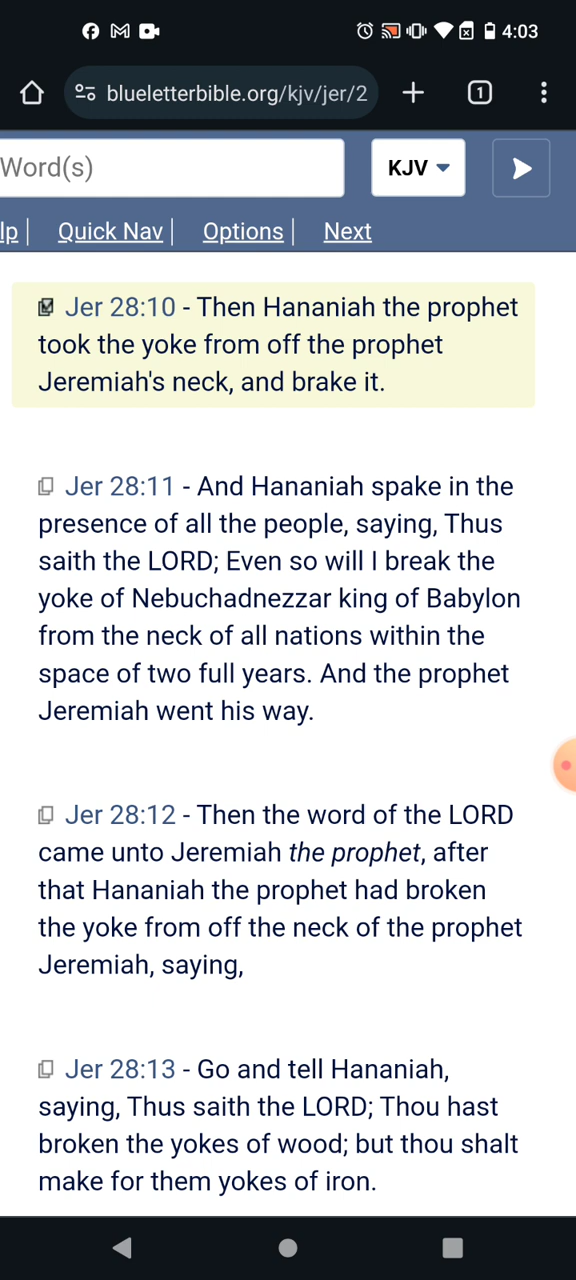 4:03
blueletterbible.org/kjv/jer/2
1
Word(s)
KJV
lp | Quick Nav | Options | Next
Jer 28:10 - Then Hananiah the prophet
took the yoke from off the prophet
Jeremiah's neck, and brake it.
Jer 28:11 - And Hananiah spake in the
presence of all the people, saying, Thus
saith the LORD; Even so will I break the
yoke of Nebuchadnezzar king of Babylon
from the neck of all nations within the
space of two full years. And the prophet
Jeremiah went his way.
Jer 28:12 - Then the word of the LORD
came unto Jeremiah the prophet, after
that Hananiah the prophet had broken
the yoke from off the neck of the prophet
Jeremiah, saying,
Jer 28:13 - Go and tell Hananiah,
saying, Thus saith the LORD; Thou hast
broken the yokes of wood; but thou shalt
make for them yokes of iron.